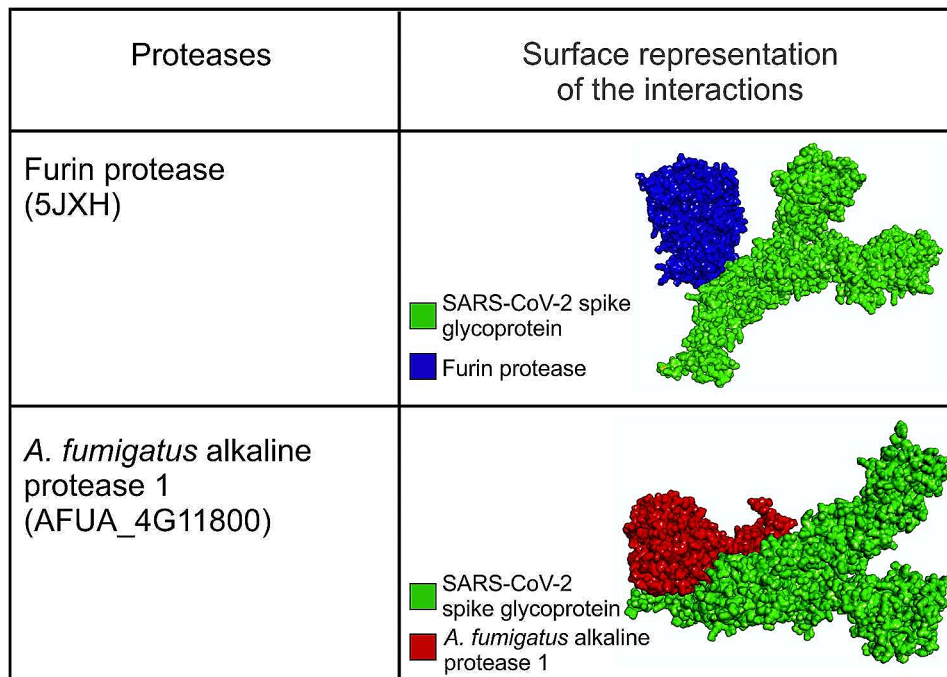 Proteases
Surface representation
of the interactions
Furin protease
(5JXH)
SARS-CoV-2 spike
glycoprotein
Furin protease
A. fumigatus alkaline
protease 1
(AFUA_4G11800)
SARS-CoV-2
spike glycoprotein
A. fumigatus alkaline
protease 1